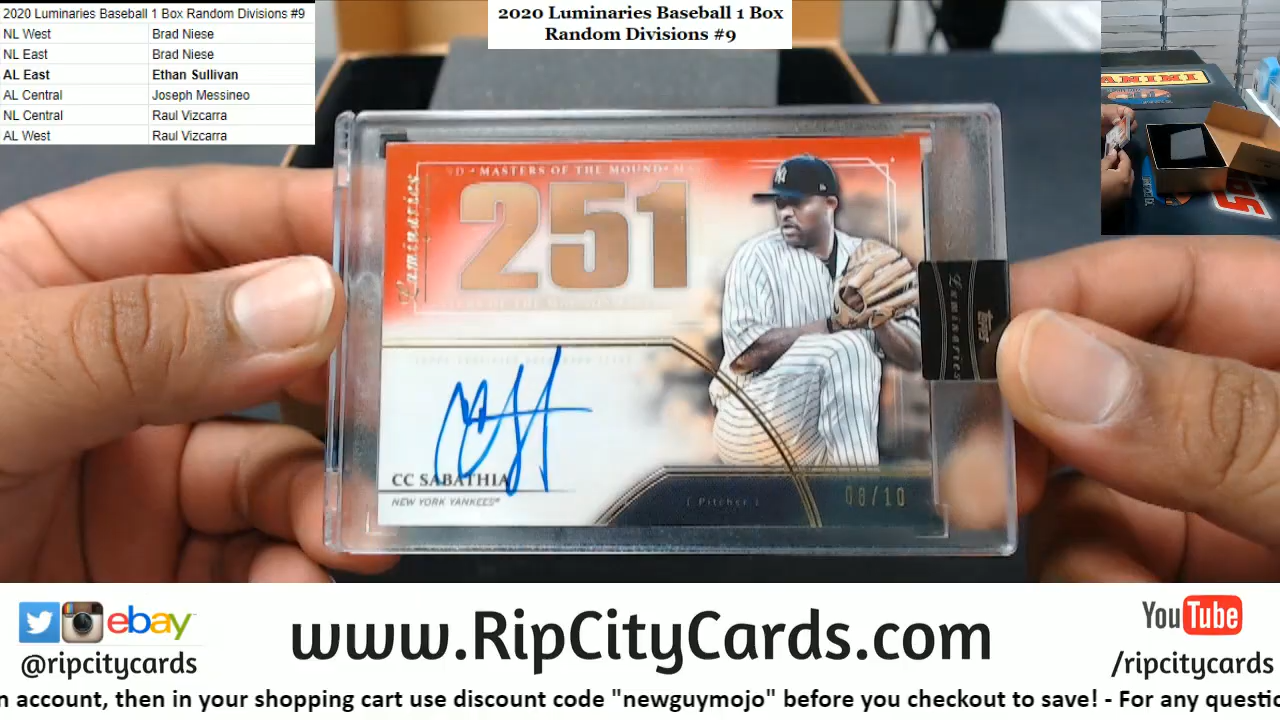 2020 Luminaries Baseball 1 Box Random Divisions #9
NL West Brad Niese
NL East Brad Niese
AL East Ethan Sullivan
AL Central Joseph Messineo
NL Central Raul Vizcarra
AL West Raul Vizcarra
2020 Luminaries Baseball 1 Box
Random Divisions #9
PANINI
MASTERS OF THE MOUND
251
Luminaries
NY
topps
Luminaries
CC SABATHIA
NEW YORK YANKEES®
Pitcher
08/10
ebay
@ripcitycards
www.RipCityCards.com
YouTube
/ripcitycards
n account, then in your shopping cart use discount code "newguymojo" before you checkout to save! - For any questio